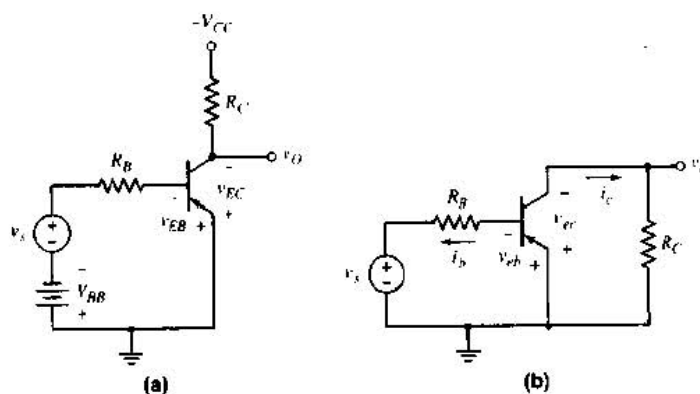 -V_CC
R_C
v_O
R_B
-
v_EC
+
-
v_EB
+
+
-
v_s
-
V_BB
+
(a)
v
i_c
R_B
-
v_ec
+
R_C
-
v_eb
+
i_b
+
-
v_s
(b)